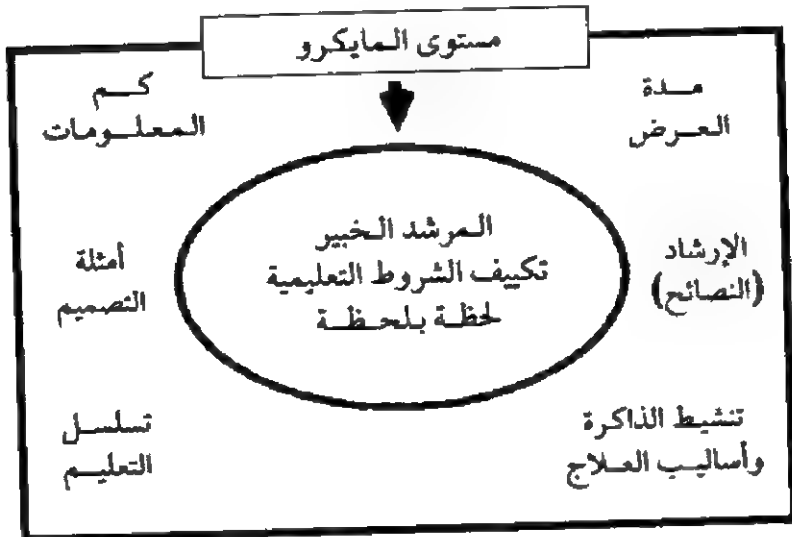 مستوى المايكرو
مدة
العرض
كم
المعلومات
المرشد الخبير
تكييف الشروط التعليمية
لحظة بلحظة
الإرشاد
(النصائح)
أمثلة
التصميم
تنشيط الذاكرة
وأساليب العلاج
تسلسل
التعليم